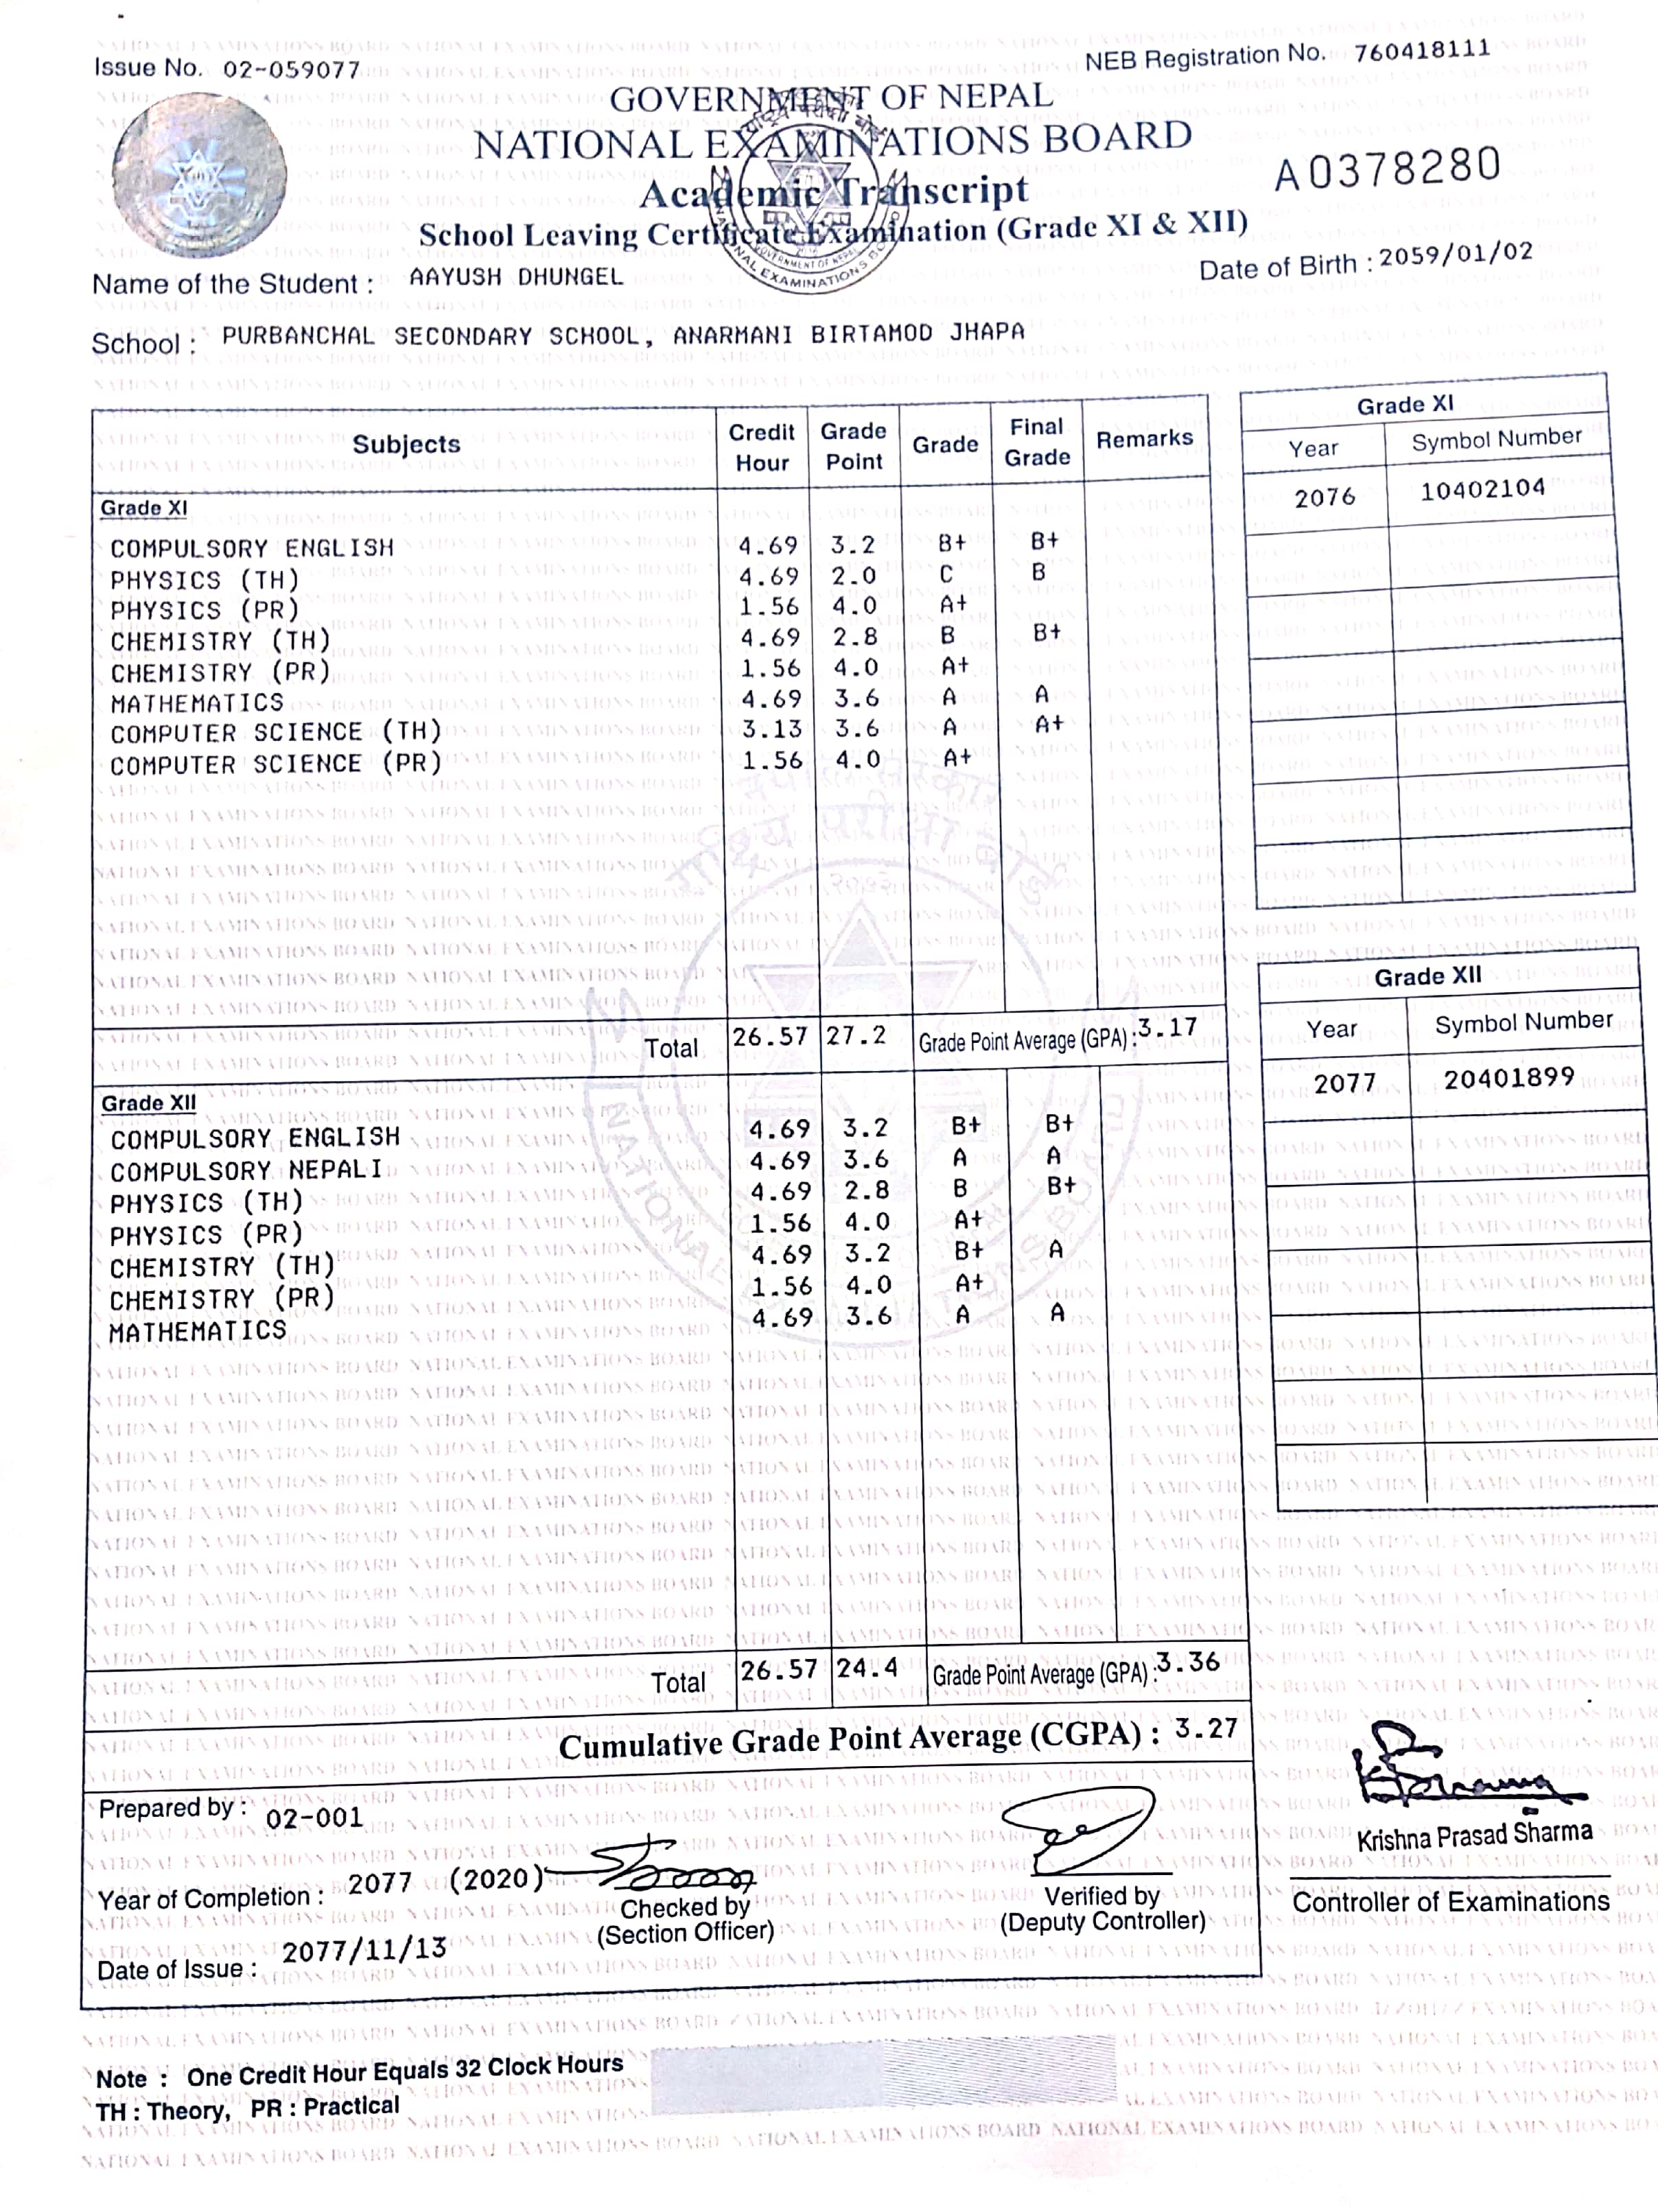 Issue No. 02-059077
NEB Registration No. 760418111
GOVERNMENT OF NEPAL
NATIONAL EXAMINATIONS BOARD
A0378280
Academic Transcript
School Leaving Certificate Examination (Grade XI & XII)
Name of the Student : AAYUSH DHUNGEL
Date of Birth : 2059/01/02
School : PURBANCHAL SECONDARY SCHOOL, ANARMANI BIRTAMOD JHAPA
Subjects Credit Hour Grade Point Grade Final Grade Remarks
Grade XI
COMPULSORY ENGLISH 4.69 3.2 B+ B+
PHYSICS (TH) 4.69 2.0 C B
PHYSICS (PR) 1.56 4.0 A+
CHEMISTRY (TH) 4.69 2.8 B B+
CHEMISTRY (PR) 1.56 4.0 A+
MATHEMATICS 4.69 3.6 A A
COMPUTER SCIENCE (TH) 3.13 3.6 A A+
COMPUTER SCIENCE (PR) 1.56 4.0 A+
Total 26.57 27.2 Grade Point Average (GPA) : 3.17
Grade XII
COMPULSORY ENGLISH 4.69 3.2 B+ B+
COMPULSORY NEPALI 4.69 3.6 A A
PHYSICS (TH) 4.69 2.8 B B+
PHYSICS (PR) 1.56 4.0 A+
CHEMISTRY (TH) 4.69 3.2 B+ A
CHEMISTRY (PR) 1.56 4.0 A+
MATHEMATICS 4.69 3.6 A A
Total 26.57 24.4 Grade Point Average (GPA) : 3.36
Cumulative Grade Point Average (CGPA) : 3.27
Grade XI
Year Symbol Number
2076 10402104
Grade XII
Year Symbol Number
2077 20401899
Prepared by : 02-001
Year of Completion : 2077 (2020)
Date of Issue : 2077/11/13
Checked by
(Section Officer)
Verified by
(Deputy Controller)
Krishna Prasad Sharma
Controller of Examinations
Note : One Credit Hour Equals 32 Clock Hours
TH : Theory, PR : Practical